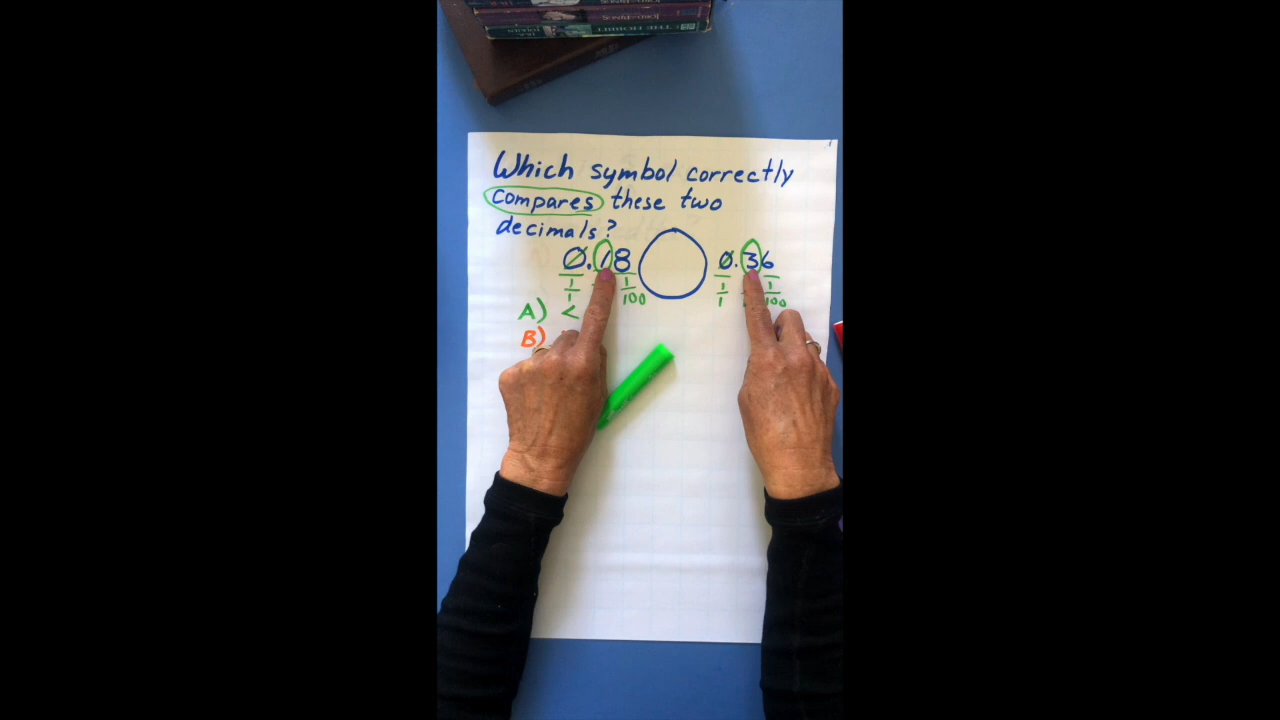 Which symbol correctly
compares these two
decimals?
0.18 0.36
1/1 1/100 1/1 1/100
A) <
B)